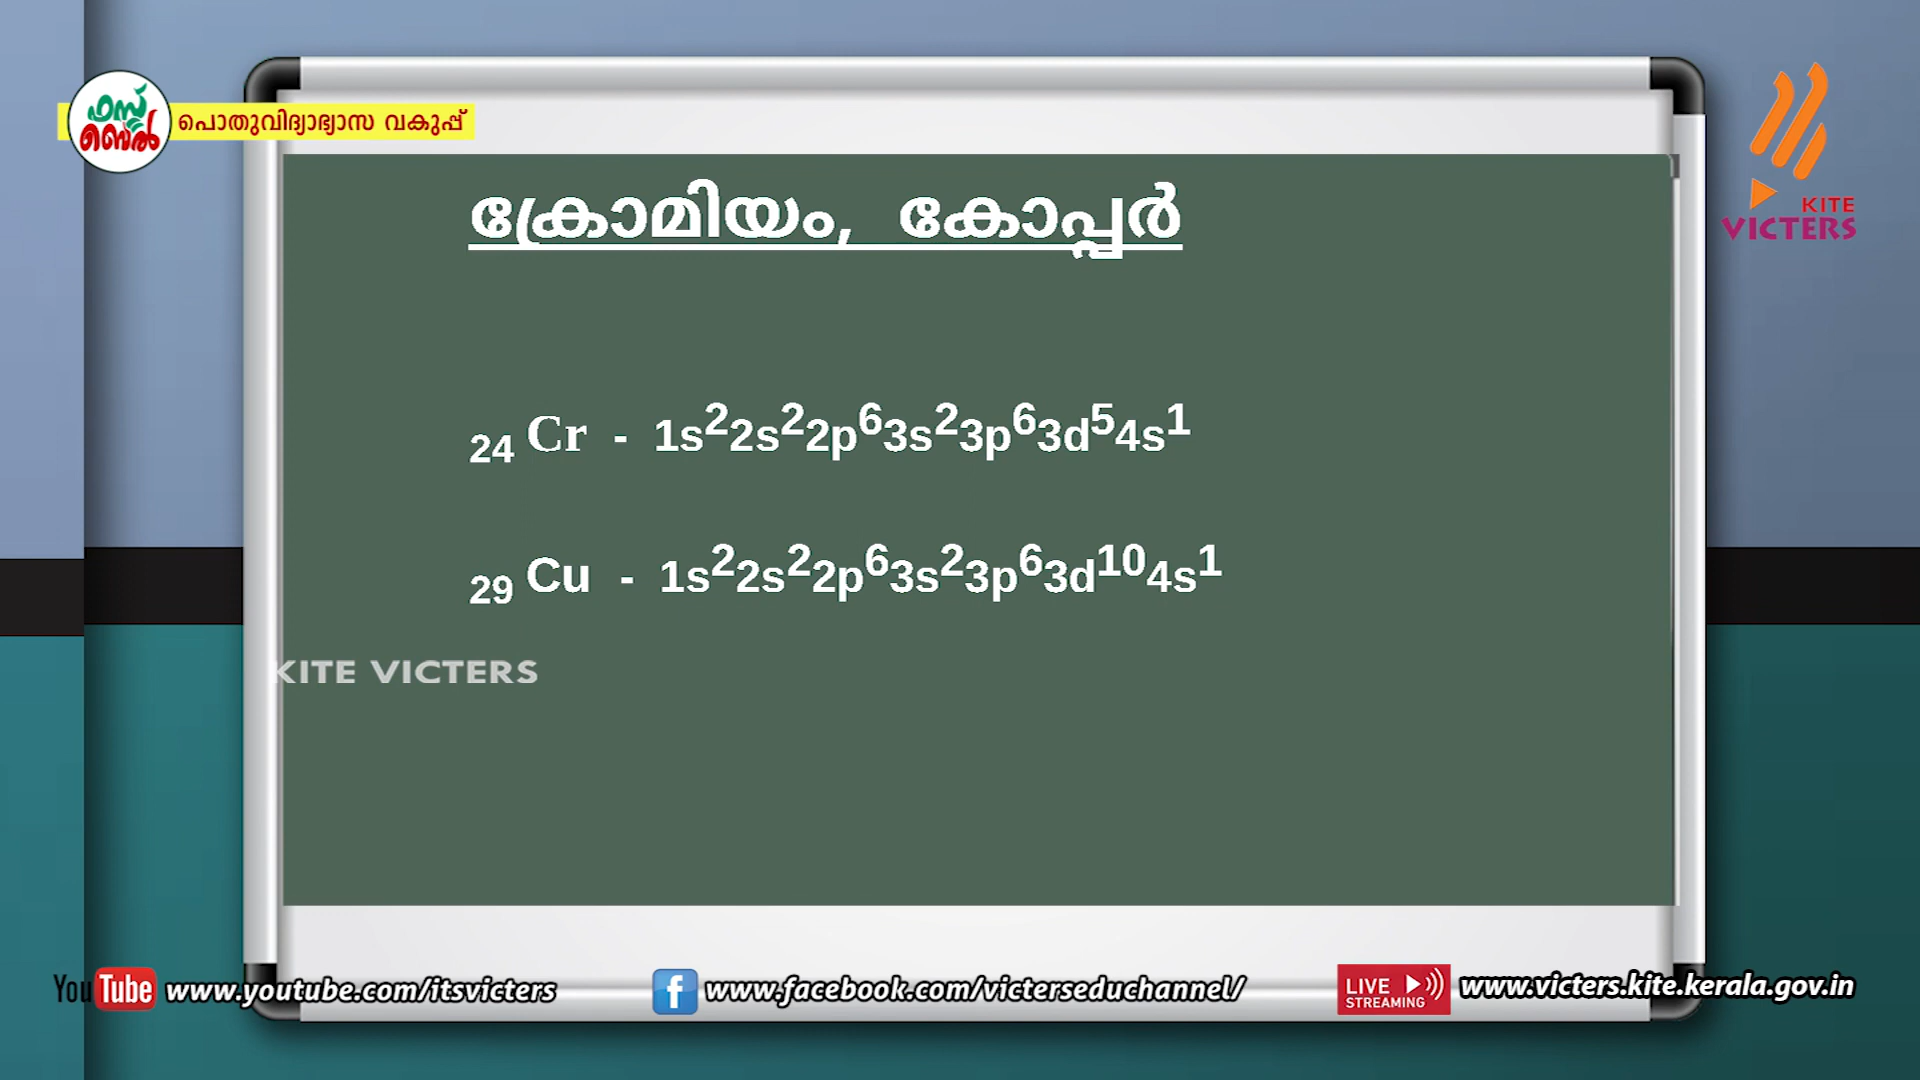 ഫസ്റ്റ്
ബെൽ
പൊതുവിദ്യാഭ്യാസ വകുപ്പ്
KITE
VICTERS
ക്രോമിയം, കോപ്പർ
₂₄ Cr - 1s²2s²2p⁶3s²3p⁶3d⁵4s¹
₂₉ Cu - 1s²2s²2p⁶3s²3p⁶3d¹⁰4s¹
KITE VICTERS
YouTube www.youtube.com/itsvicters
f www.facebook.com/victerseduchannel/
LIVE
STREAMING
www.victers.kite.kerala.gov.in